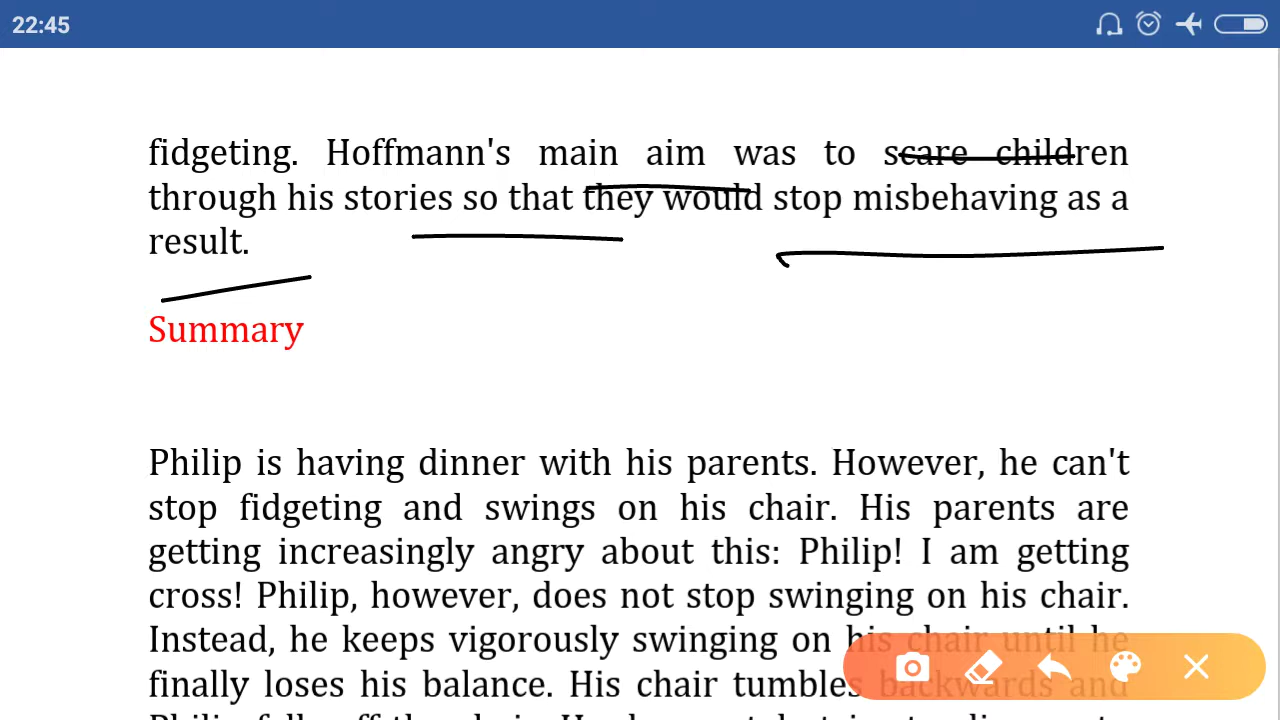 22:45
fidgeting. Hoffmann's main aim was to scare children
through his stories so that they would stop misbehaving as a
result.
Summary
Philip is having dinner with his parents. However, he can't
stop fidgeting and swings on his chair. His parents are
getting increasingly angry about this: Philip! I am getting
cross! Philip, however, does not stop swinging on his chair.
Instead, he keeps vigorously swinging on his chair until he
finally loses his balance. His chair tumbles backwards and